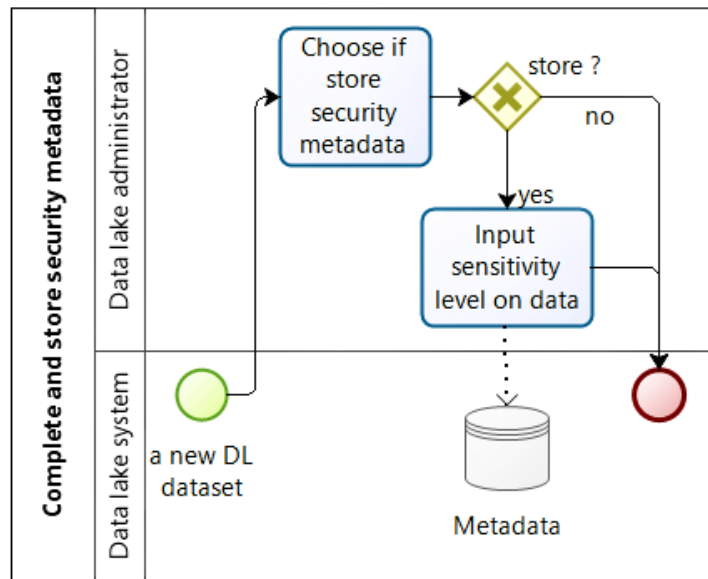 Complete and store security metadata
Data lake administrator
Choose if
store
security
metadata
store ?
no
yes
Input
sensitivity
level on data
Data lake system
a new DL
dataset
Metadata